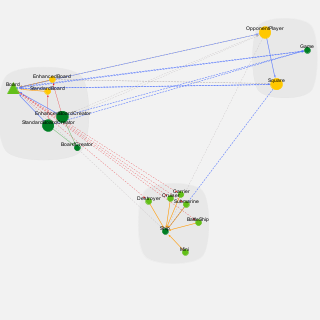 OpponentPlayer
Game
EnhancedBoard
Board
Square
StandardBoard
EnhancedBoardCreator
StandardBoardCreator
BoardCreator
Carrier
Destroyer
Cruiser
Submarine
BattleShip
Ship
Mini